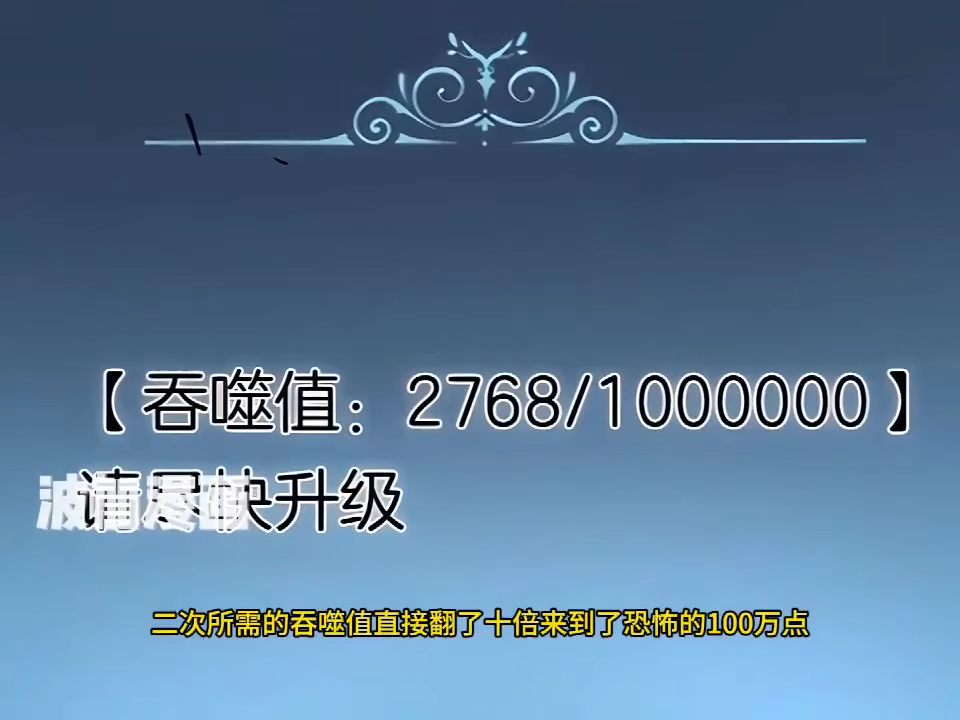 【吞噬值：2768/1000000】
请尽快升级
二次所需的吞噬值直接翻了十倍来到了恐怖的100万点